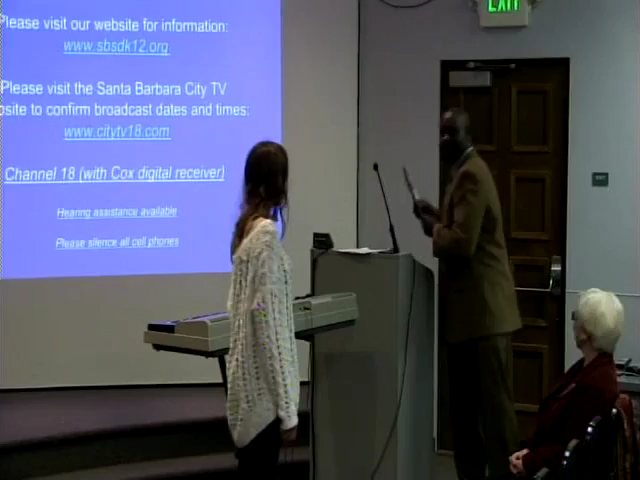 Please visit our website for information:
www.sbsdk12.org
Please visit the Santa Barbara City TV
to confirm broadcast dates and times:
www.citytv18.com
Channel 18 (with Cox digital receiver)
Hearing assistance available
Please silence all cell phones
EXIT